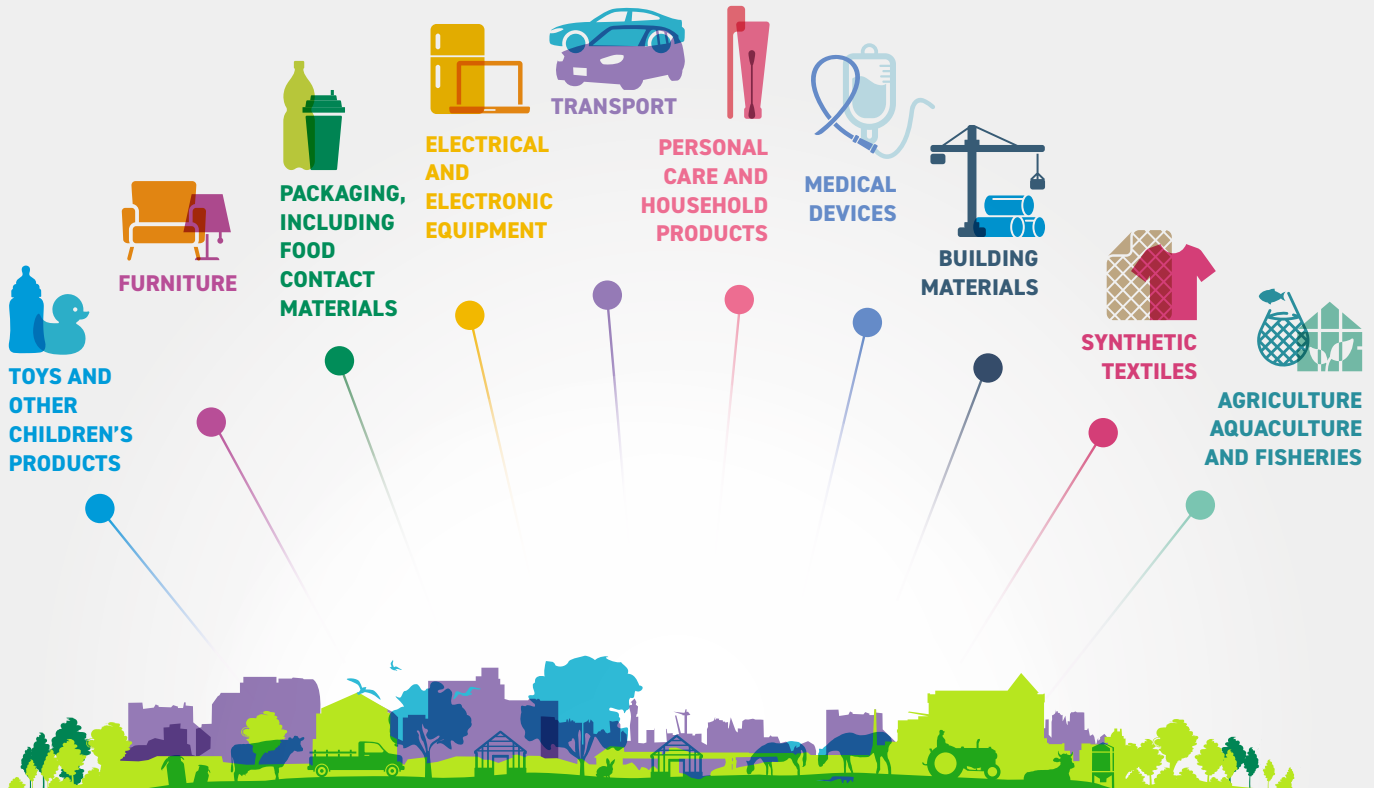 TOYS AND
OTHER
CHILDREN'S
PRODUCTS
FURNITURE
PACKAGING,
INCLUDING
FOOD
CONTACT
MATERIALS
ELECTRICAL
AND
ELECTRONIC
EQUIPMENT
TRANSPORT
PERSONAL
CARE AND
HOUSEHOLD
PRODUCTS
MEDICAL
DEVICES
BUILDING
MATERIALS
SYNTHETIC
TEXTILES
AGRICULTURE
AQUACULTURE
AND FISHERIES